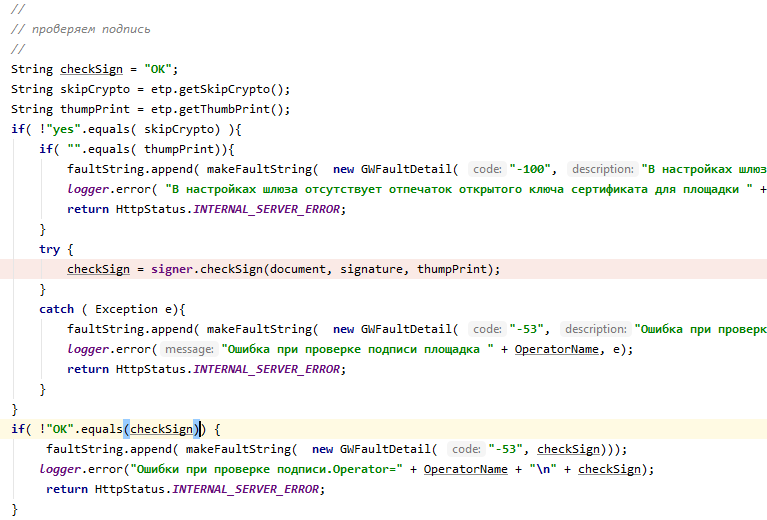 //
// проверяем подпись
//
String checkSign = "OK";
String skipCrypto = etp.getSkipCrypto();
String thumpPrint = etp.getThumbPrint();
if( !"yes".equals( skipCrypto) ){
if( "".equals( thumpPrint)){
faultString.append( makeFaultString( new GWFaultDetail( code: "-100", description: "В настройках шлюз
logger.error( "В настройках шлюза отсутствует отпечаток открытого ключа сертификата для площадки " +
return HttpStatus.INTERNAL_SERVER_ERROR;
}
try {
checkSign = signer.checkSign(document, signature, thumpPrint);
}
catch ( Exception e){
faultString.append( makeFaultString( new GWFaultDetail( code: "-53", description: "Ошибка при проверк
logger.error( message: "Ошибка при проверке подписи площадка " + OperatorName, e);
return HttpStatus.INTERNAL_SERVER_ERROR;
}
}
if( !"OK".equals(checkSign)) {
faultString.append( makeFaultString( new GWFaultDetail( code: "-53", checkSign)));
logger.error("Ошибки при проверке подписи.Operator=" + OperatorName + "\n" + checkSign);
return HttpStatus.INTERNAL_SERVER_ERROR;
}